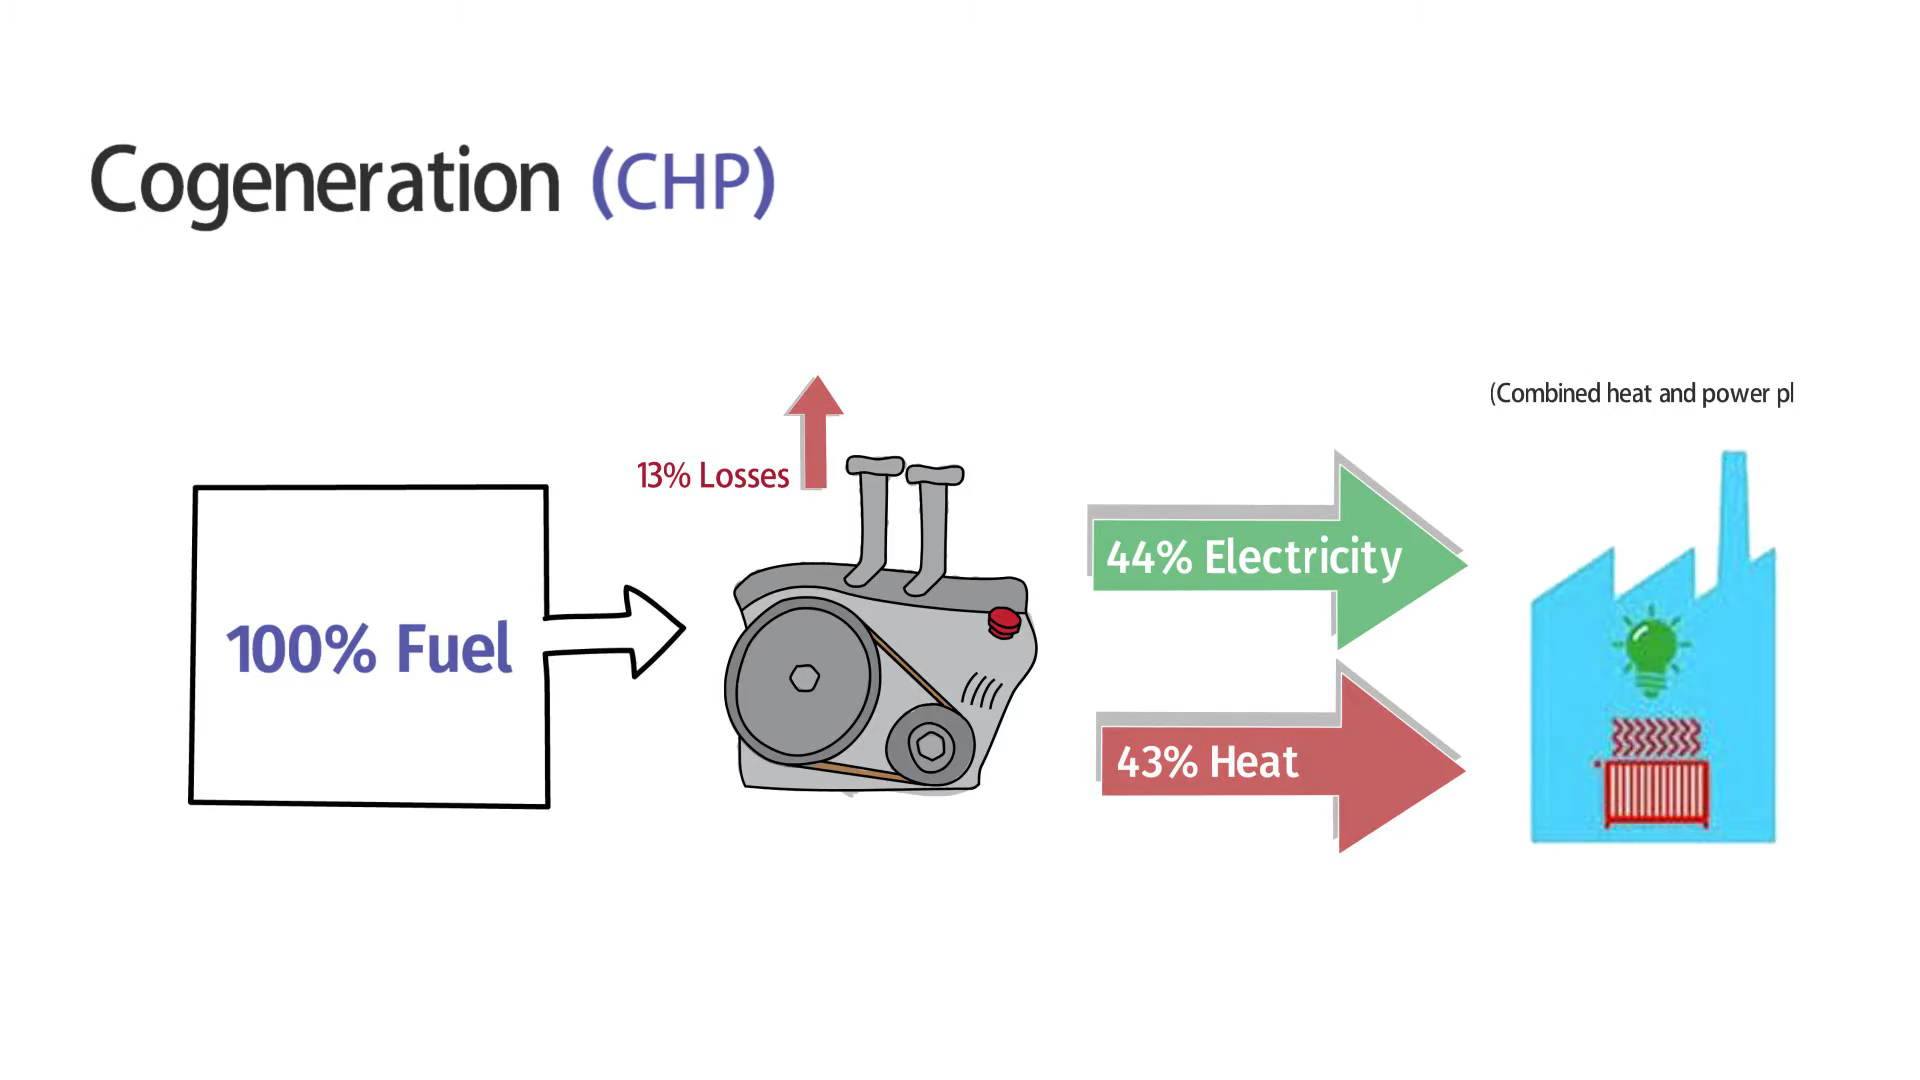 Cogeneration (CHP)
(Combined heat and power pl
13% Losses
44% Electricity
100% Fuel
43% Heat